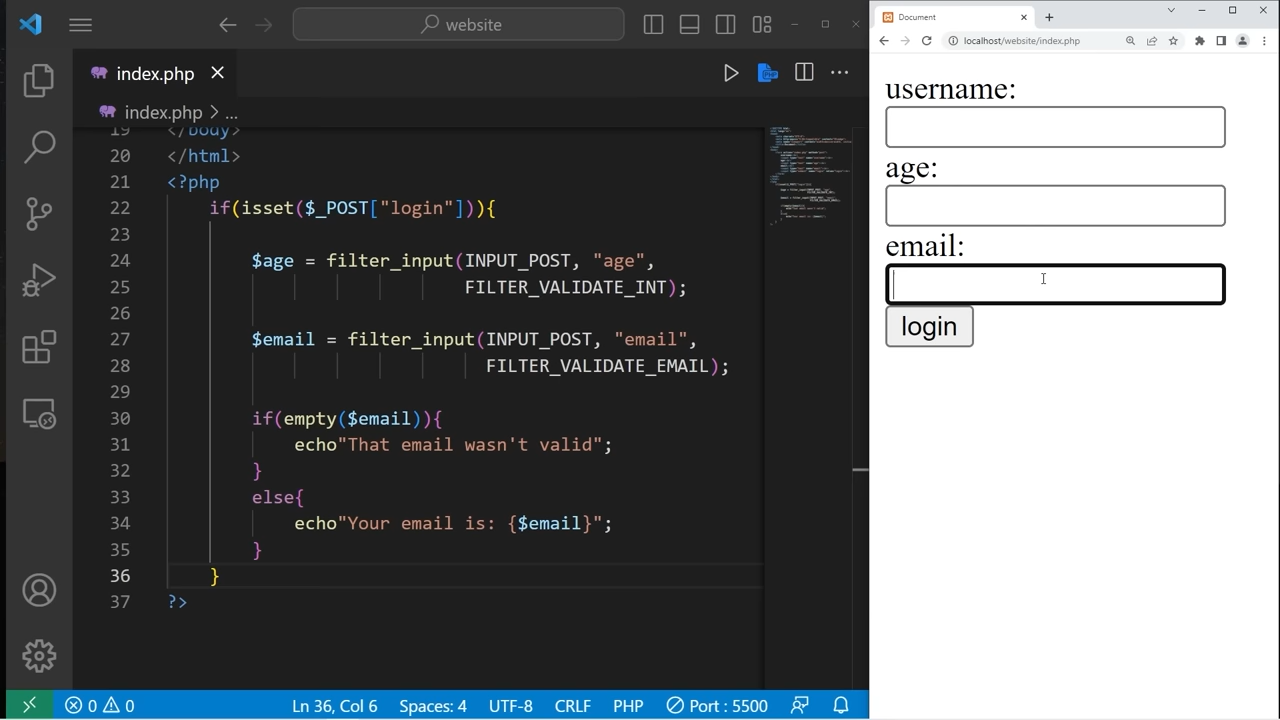 website
index.php
index.php > ...
19 </body>
20 </html>
21 <?php
22 if(isset($_POST["login"])){
23
24 $age = filter_input(INPUT_POST, "age",
25 FILTER_VALIDATE_INT);
26
27 $email = filter_input(INPUT_POST, "email",
28 FILTER_VALIDATE_EMAIL);
29
30 if(empty($email)){
31 echo"That email wasn't valid";
32 }
33 else{
34 echo"Your email is: {$email}";
35 }
36 }
37 ?>
0 0 Ln 36, Col 6 Spaces: 4 UTF-8 CRLF PHP Port : 5500
Document
localhost/website/index.php
username:
age:
email:
login